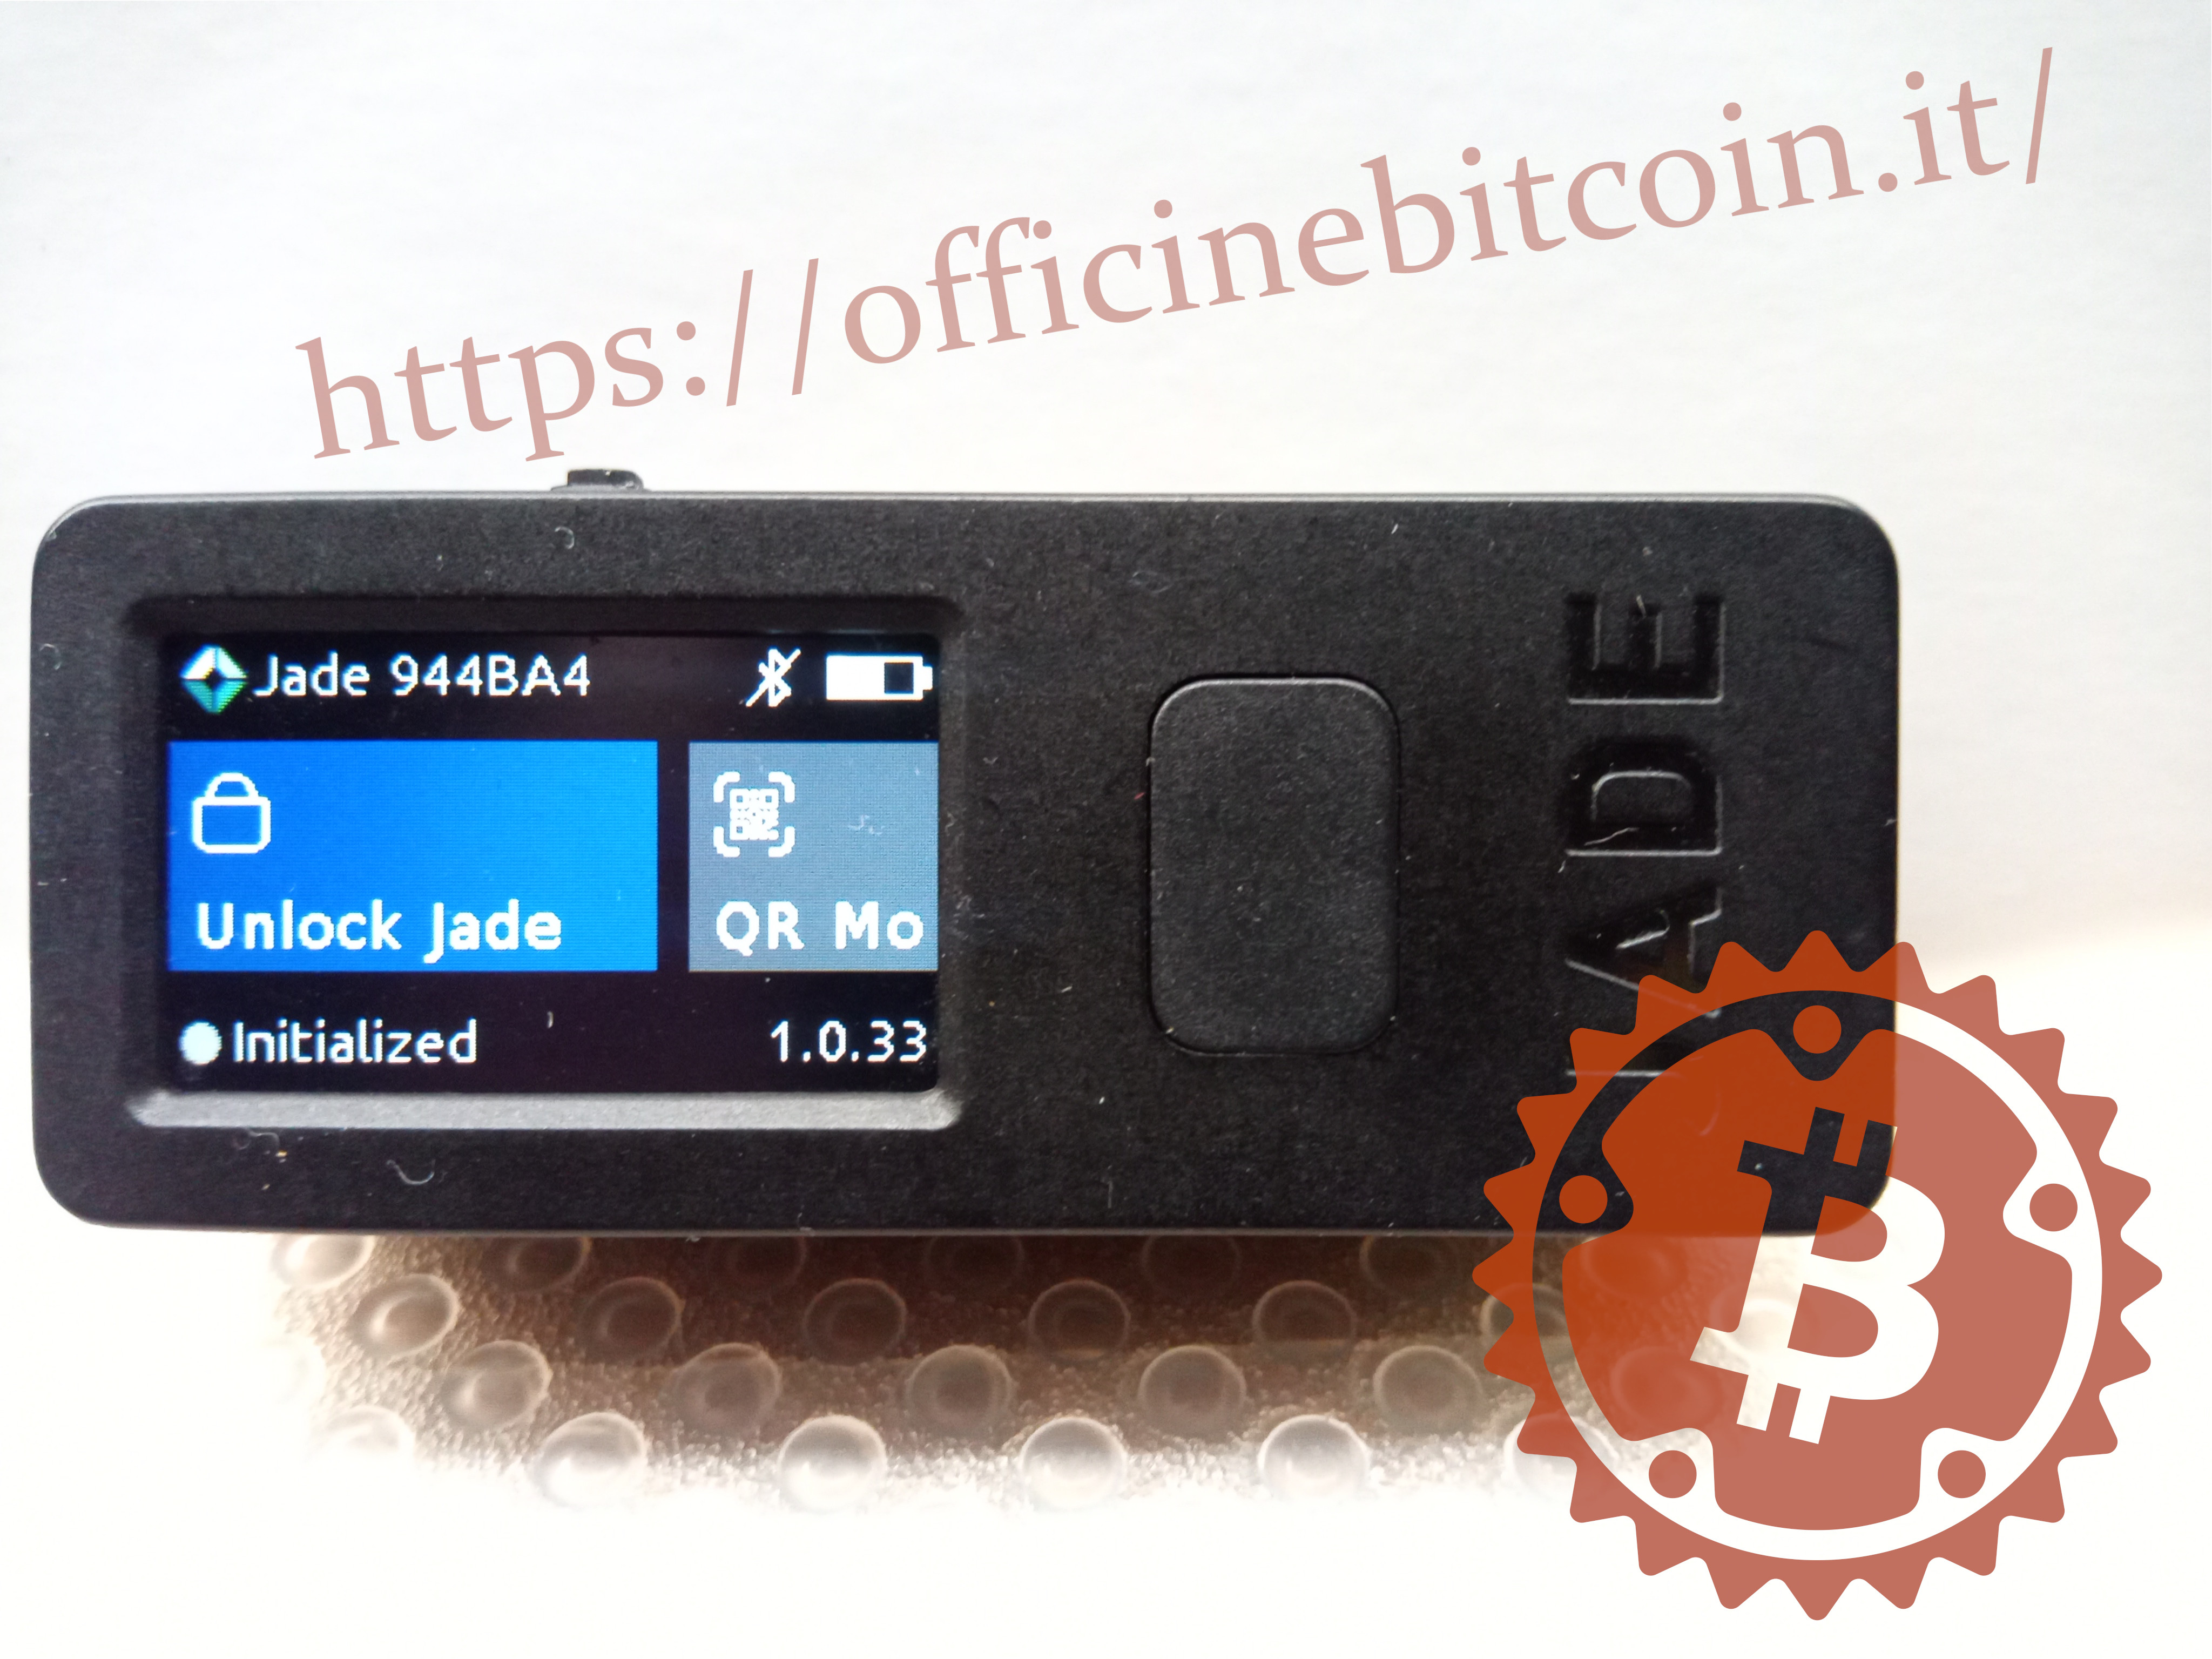 https://officinebitcoin.it/
Jade 944BA4
Unlock Jade
QR Mo
Initialized
1.0.33
JADE